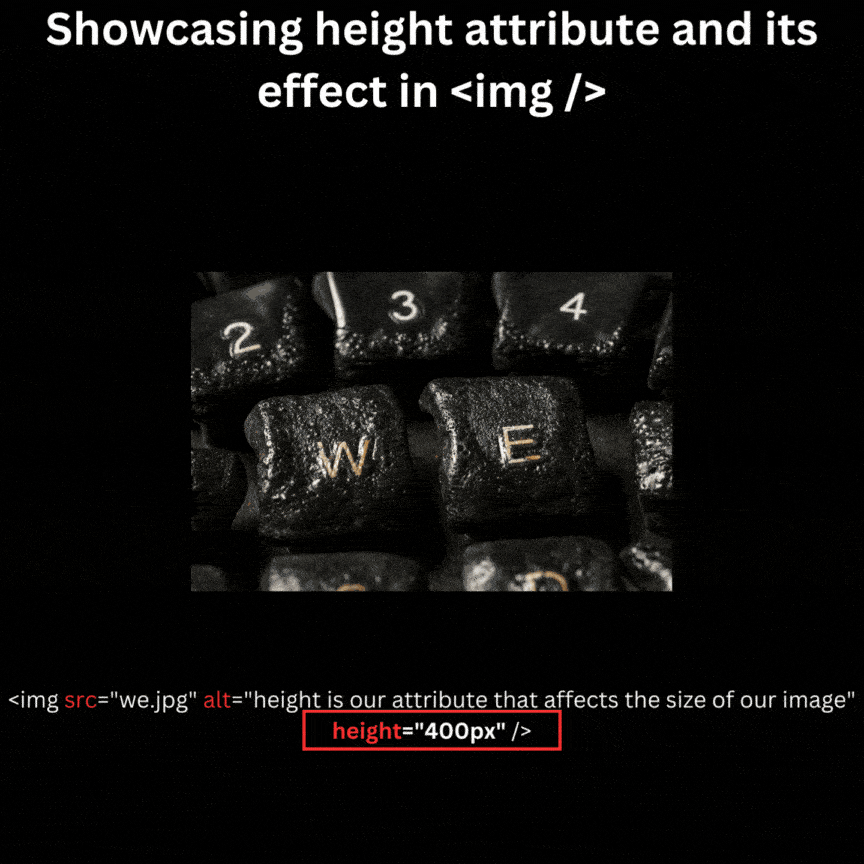 Showcasing height attribute and its
effect in <img />
2 3 4
W E
<img src="we.jpg" alt="height is our attribute that affects the size of our image"
height="400px" />